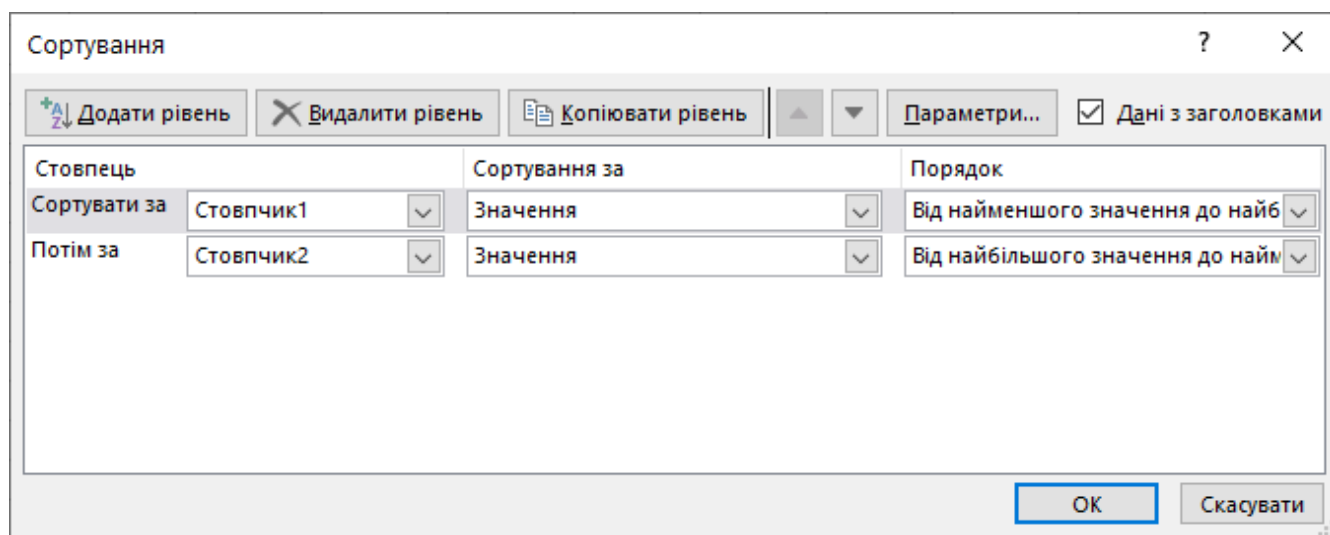 Сортування ?
Додати рівень Видалити рівень Копіювати рівень Параметри... Дані з заголовками
Стовпець Сортування за Порядок
Сортувати за Стовпчик1 Значення Від найменшого значення до найб
Потім за Стовпчик2 Значення Від найбільшого значення до найм
ОК Скасувати